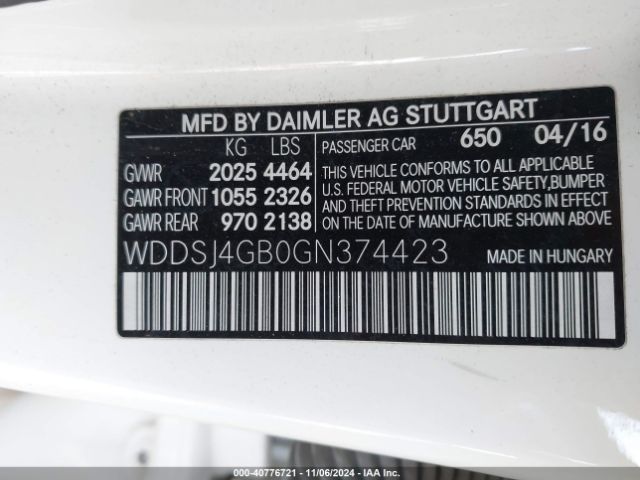 MFD BY DAIMLER AG STUTTGART
KG LBS
GVWR 2025 4464
GAWR FRONT 1055 2326
GAWR REAR 970 2138
PASSENGER CAR 650 04/16
THIS VEHICLE CONFORMS TO ALL APPLICABLE
U.S. FEDERAL MOTOR VEHICLE SAFETY,BUMPER
AND THEFT PREVENTION STANDARDS IN EFFECT
ON THE DATE OF MANUFACTURE SHOWN ABOVE
WDDSJ4GB0GN374423 MADE IN HUNGARY
000-40776721 - 11/06/2024 - IAA Inc.